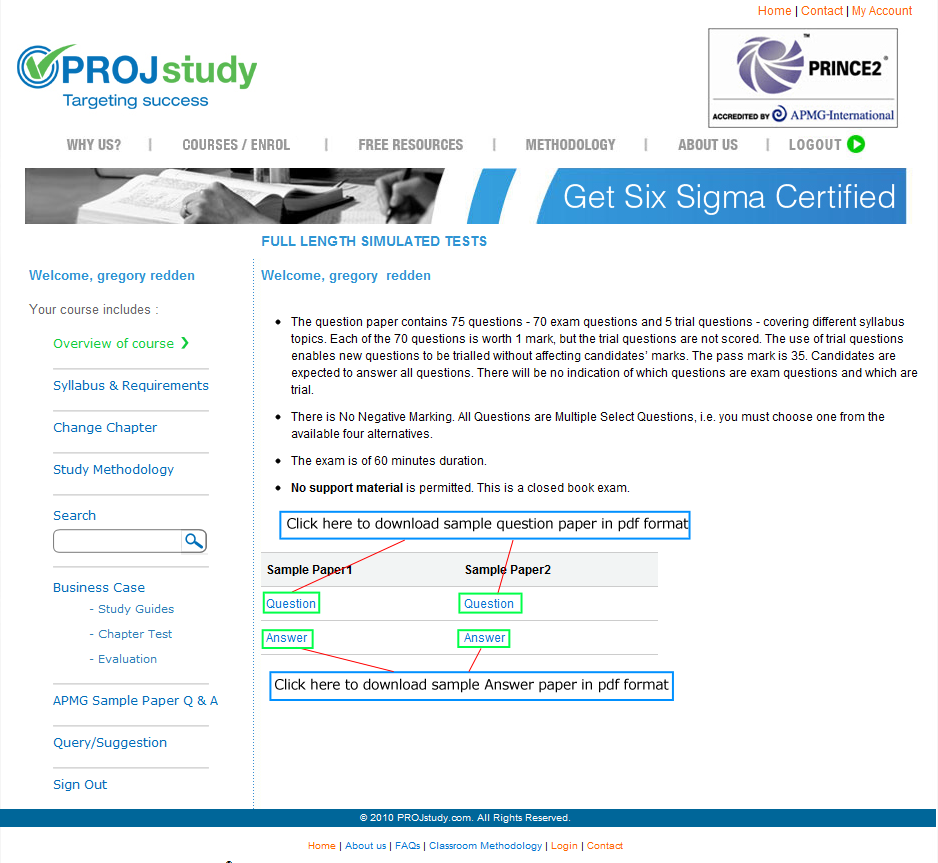 Home | Contact | My Account
PROJstudy
Targeting success
™
PRINCE2®
ACCREDITED BY APMG-International
WHY US? | COURSES / ENROL | FREE RESOURCES | METHODOLOGY | ABOUT US | LOGOUT
Get Six Sigma Certified
FULL LENGTH SIMULATED TESTS
Welcome, gregory redden
Your course includes :
Overview of course
Syllabus & Requirements
Change Chapter
Study Methodology
Search
Business Case
- Study Guides
- Chapter Test
- Evaluation
APMG Sample Paper Q & A
Query/Suggestion
Sign Out
Welcome, gregory redden
• The question paper contains 75 questions - 70 exam questions and 5 trial questions - covering different syllabus
topics. Each of the 70 questions is worth 1 mark, but the trial questions are not scored. The use of trial questions
enables new questions to be trialled without affecting candidates' marks. The pass mark is 35. Candidates are
expected to answer all questions. There will be no indication of which questions are exam questions and which are
trial.
• There is No Negative Marking. All Questions are Multiple Select Questions, i.e. you must choose one from the
available four alternatives.
• The exam is of 60 minutes duration.
• No support material is permitted. This is a closed book exam.
Click here to download sample question paper in pdf format
Sample Paper1 Sample Paper2
Question Question
Answer Answer
Click here to download sample Answer paper in pdf format
© 2010 PROJstudy.com. All Rights Reserved.
Home | About us | FAQs | Classroom Methodology | Login | Contact